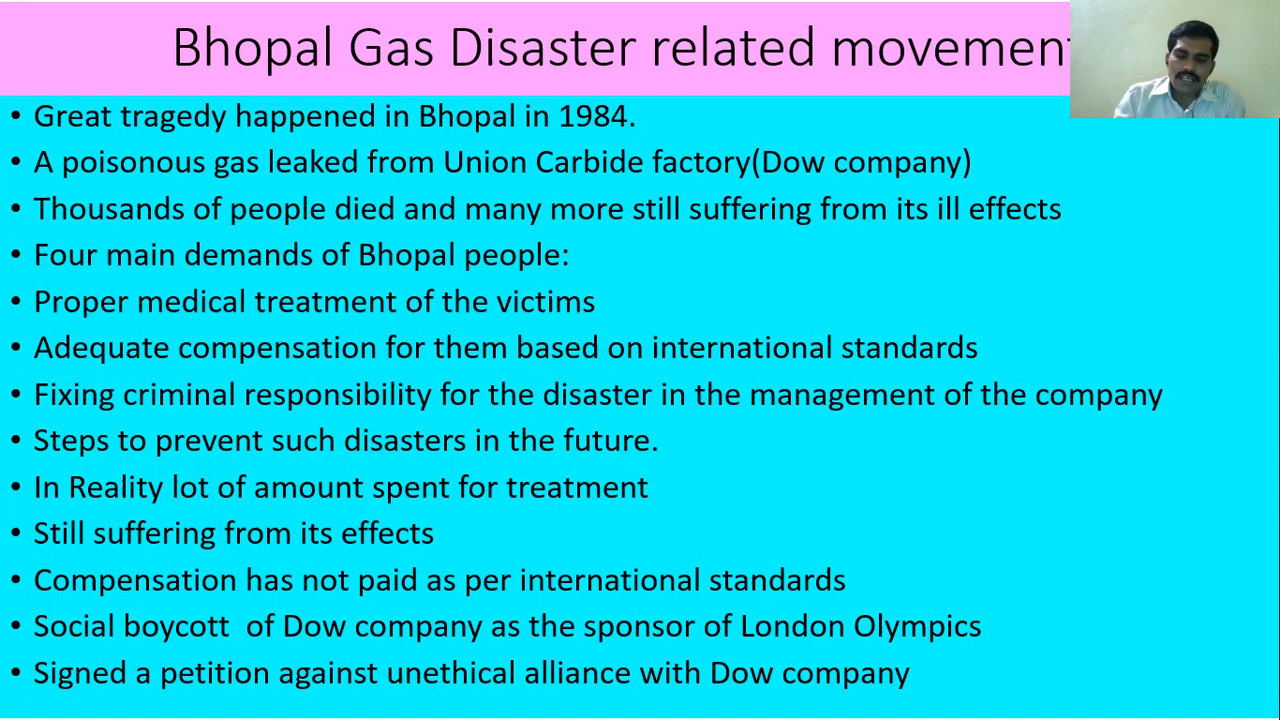 Bhopal Gas Disaster related movement
• Great tragedy happened in Bhopal in 1984.
• A poisonous gas leaked from Union Carbide factory(Dow company)
• Thousands of people died and many more still suffering from its ill effects
• Four main demands of Bhopal people:
• Proper medical treatment of the victims
• Adequate compensation for them based on international standards
• Fixing criminal responsibility for the disaster in the management of the company
• Steps to prevent such disasters in the future.
• In Reality lot of amount spent for treatment
• Still suffering from its effects
• Compensation has not paid as per international standards
• Social boycott  of Dow company as the sponsor of London Olympics
• Signed a petition against unethical alliance with Dow company